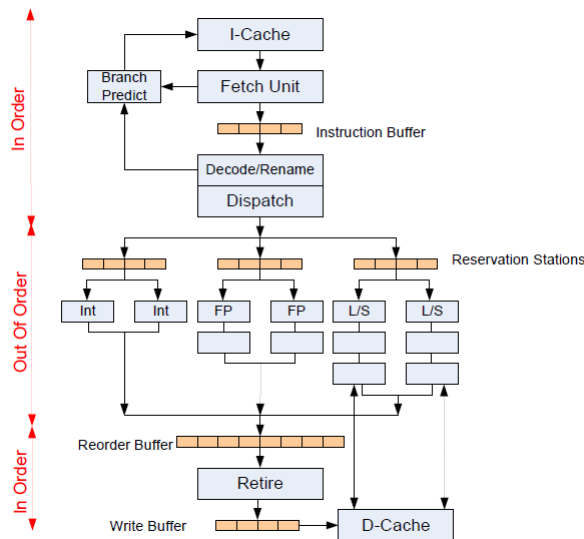 I-Cache
Branch
Predict
Fetch Unit
In Order
Instruction Buffer
Decode/Rename
Dispatch
Reservation Stations
Out Of Order
Int
Int
FP
FP
L/S
L/S
Reorder Buffer
In Order
Retire
Write Buffer
D-Cache